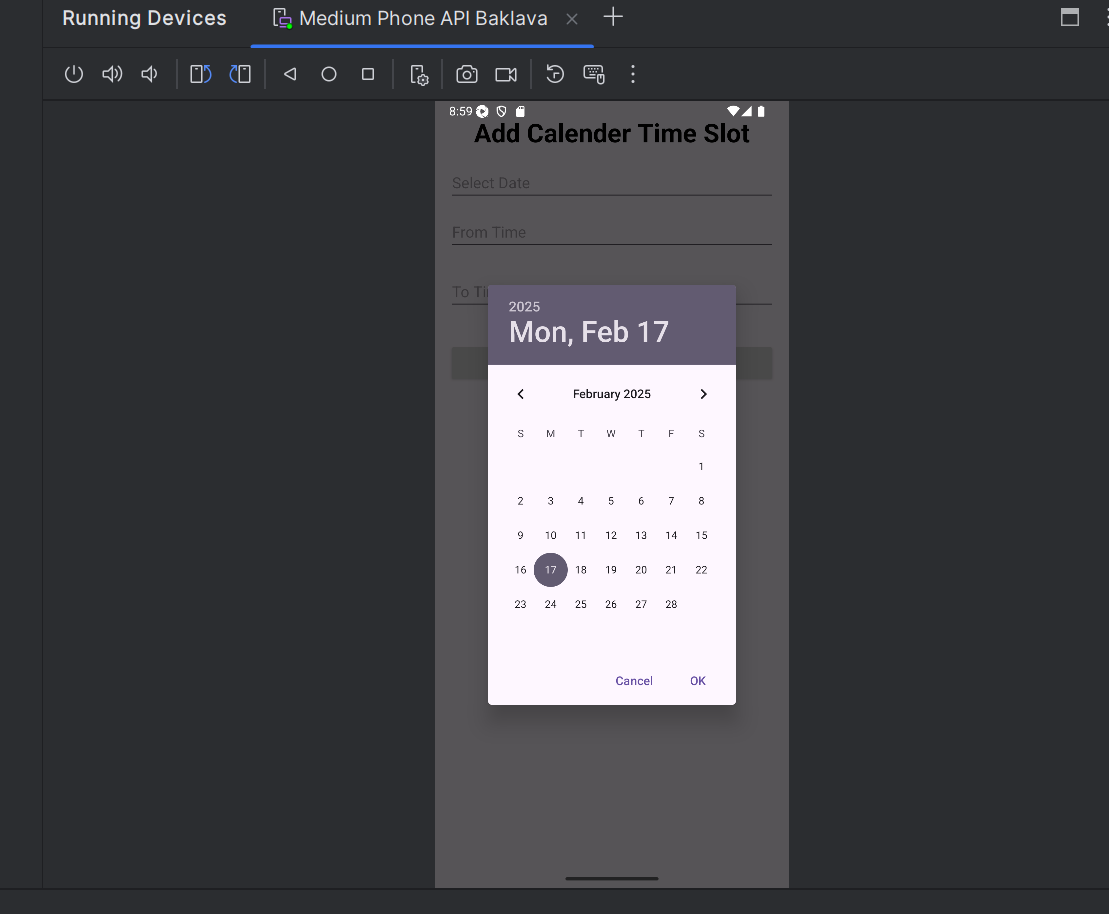 Running Devices
Medium Phone API Baklava
8:59
Add Calender Time Slot
Select Date
From Time
To Ti
2025
Mon, Feb 17
February 2025
S M T W T F S
1
2 3 4 5 6 7 8
9 10 11 12 13 14 15
16 17 18 19 20 21 22
23 24 25 26 27 28
Cancel OK